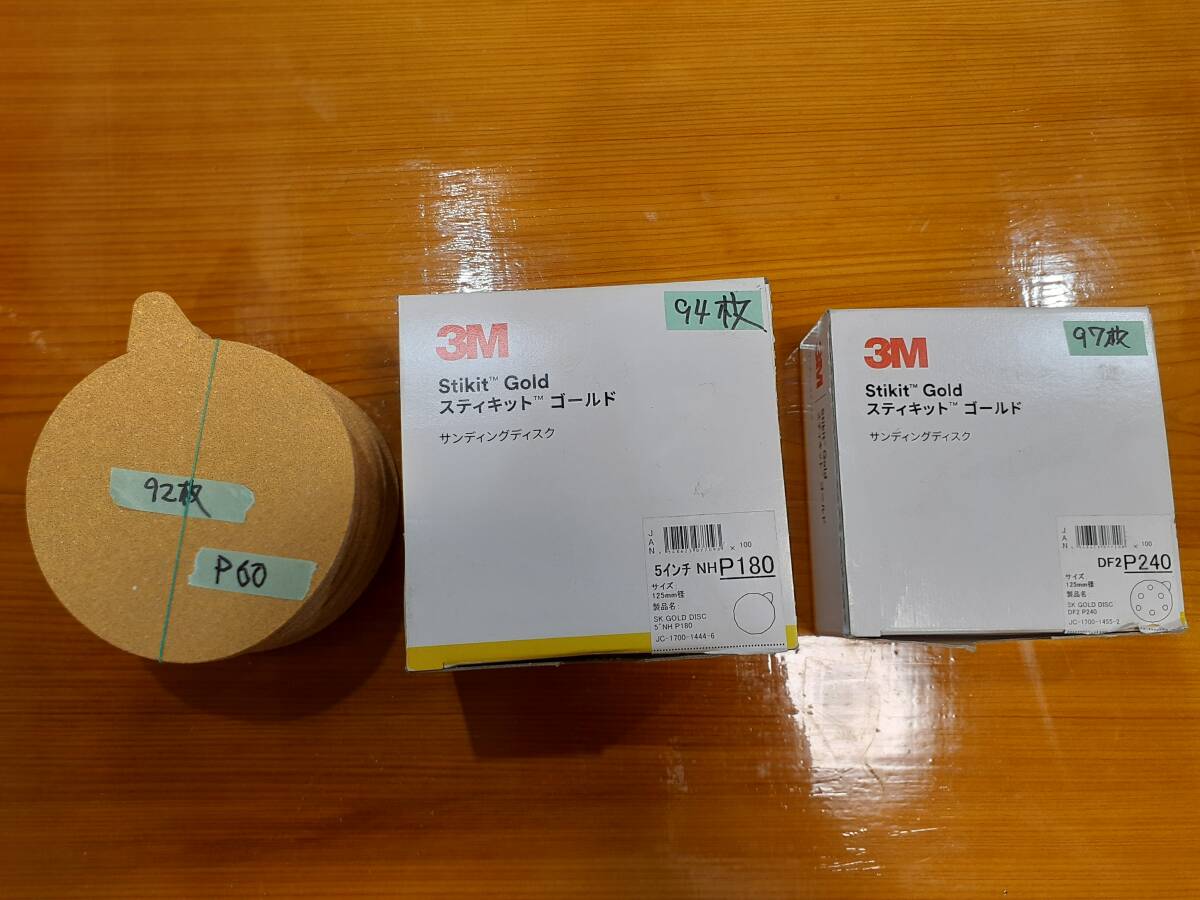 92枚
P60
94枚
3M
Stikit™ Gold
スティキット™ ゴールド
サンディングディスク
JAN
× 100
5インチ NH P180
サイズ
125mm径
製品名
SK GOLD DISC
5"NH P180
JC-1700-1444-6
97枚
3M
Stikit™ Gold
スティキット™ ゴールド
サンディングディスク
JAN
× 100
DF2 P240
サイズ
125mm径
製品名
SK GOLD DISC
DF2 P240
JC-1700-1455-2
3M